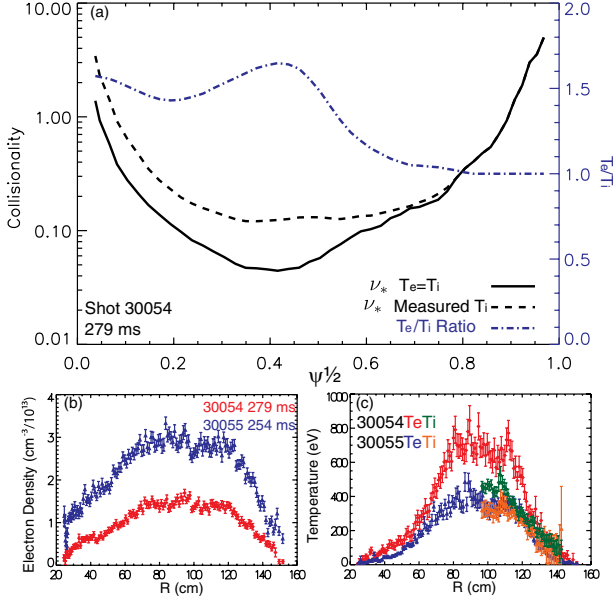 (a)
10.00
1.00
0.10
0.01
Collisionality
2.0
1.5
1.0
0.5
0.0
Te/Ti
ν* Te=Ti
ν* Measured Ti
Te/Ti Ratio
Shot 30054
279 ms
0.0 0.2 0.4 0.6 0.8 1.0
ψ½
(b)
30054 279 ms
30055 254 ms
4
3
2
1
0
Electron Density (cm⁻³/10¹³)
20 40 60 80 100 120 140 160
R (cm)
(c)
30054TeTi
30055TeTi
1000
800
600
400
200
0
Temperature (eV)
20 40 60 80 100 120 140 160
R (cm)